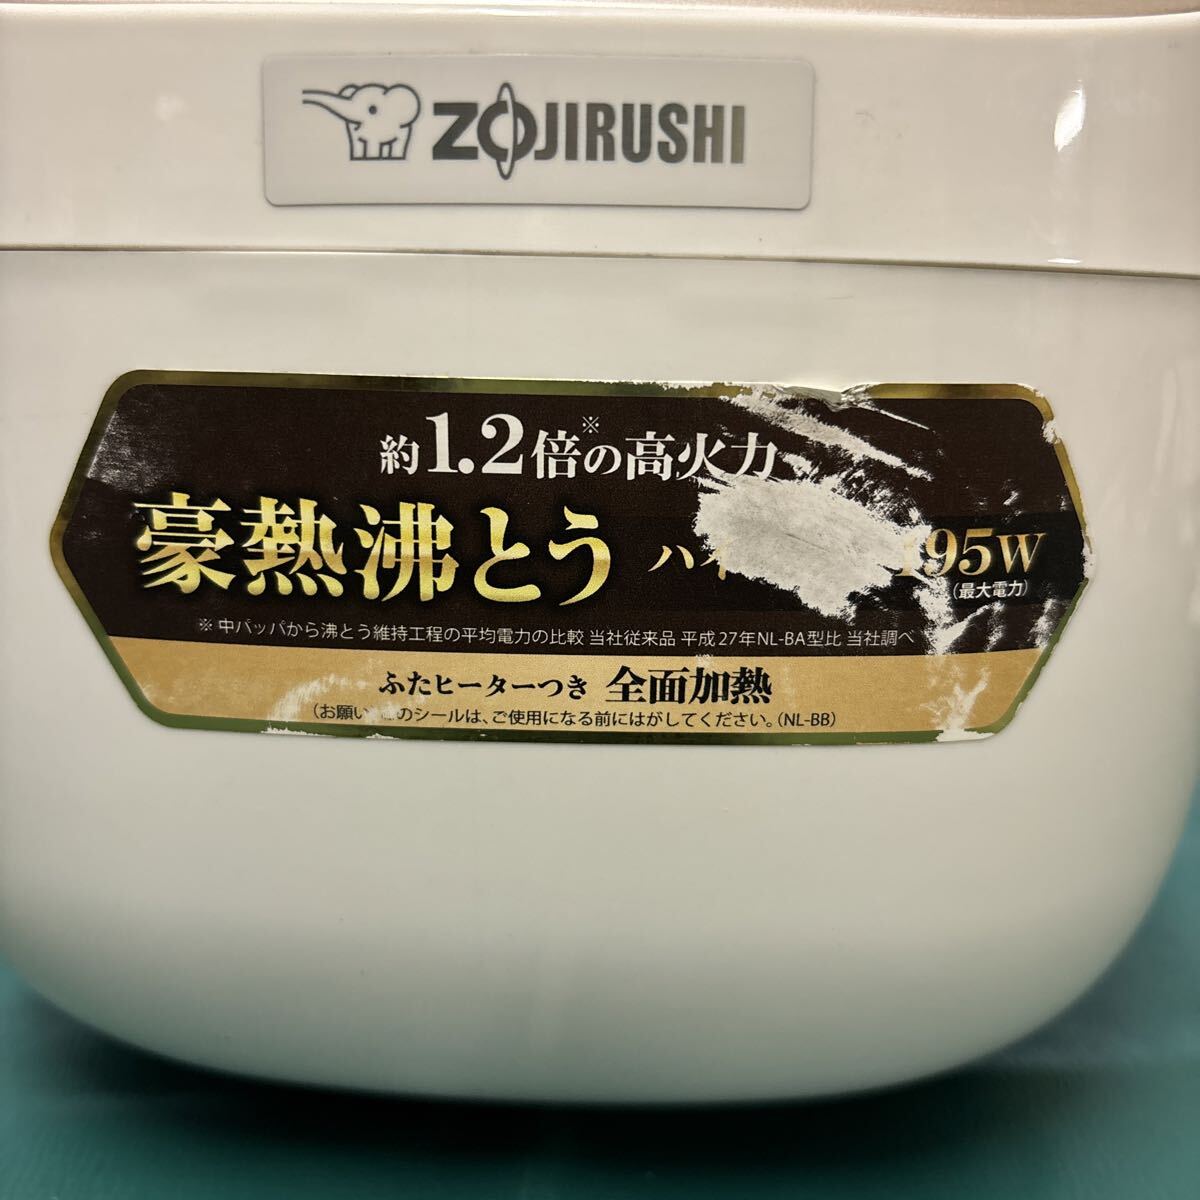 ZOJIRUSHI
約1.2倍※の高火力
豪熱沸とう 195W
(最大電力)
※ 中パッパから沸とう維持工程の平均電力の比較 当社従来品 平成27年NL-BA型比 当社調べ
ふたヒーターつき 全面加熱
(お願い このシールは、ご使用になる前にはがしてください。(NL-BB)